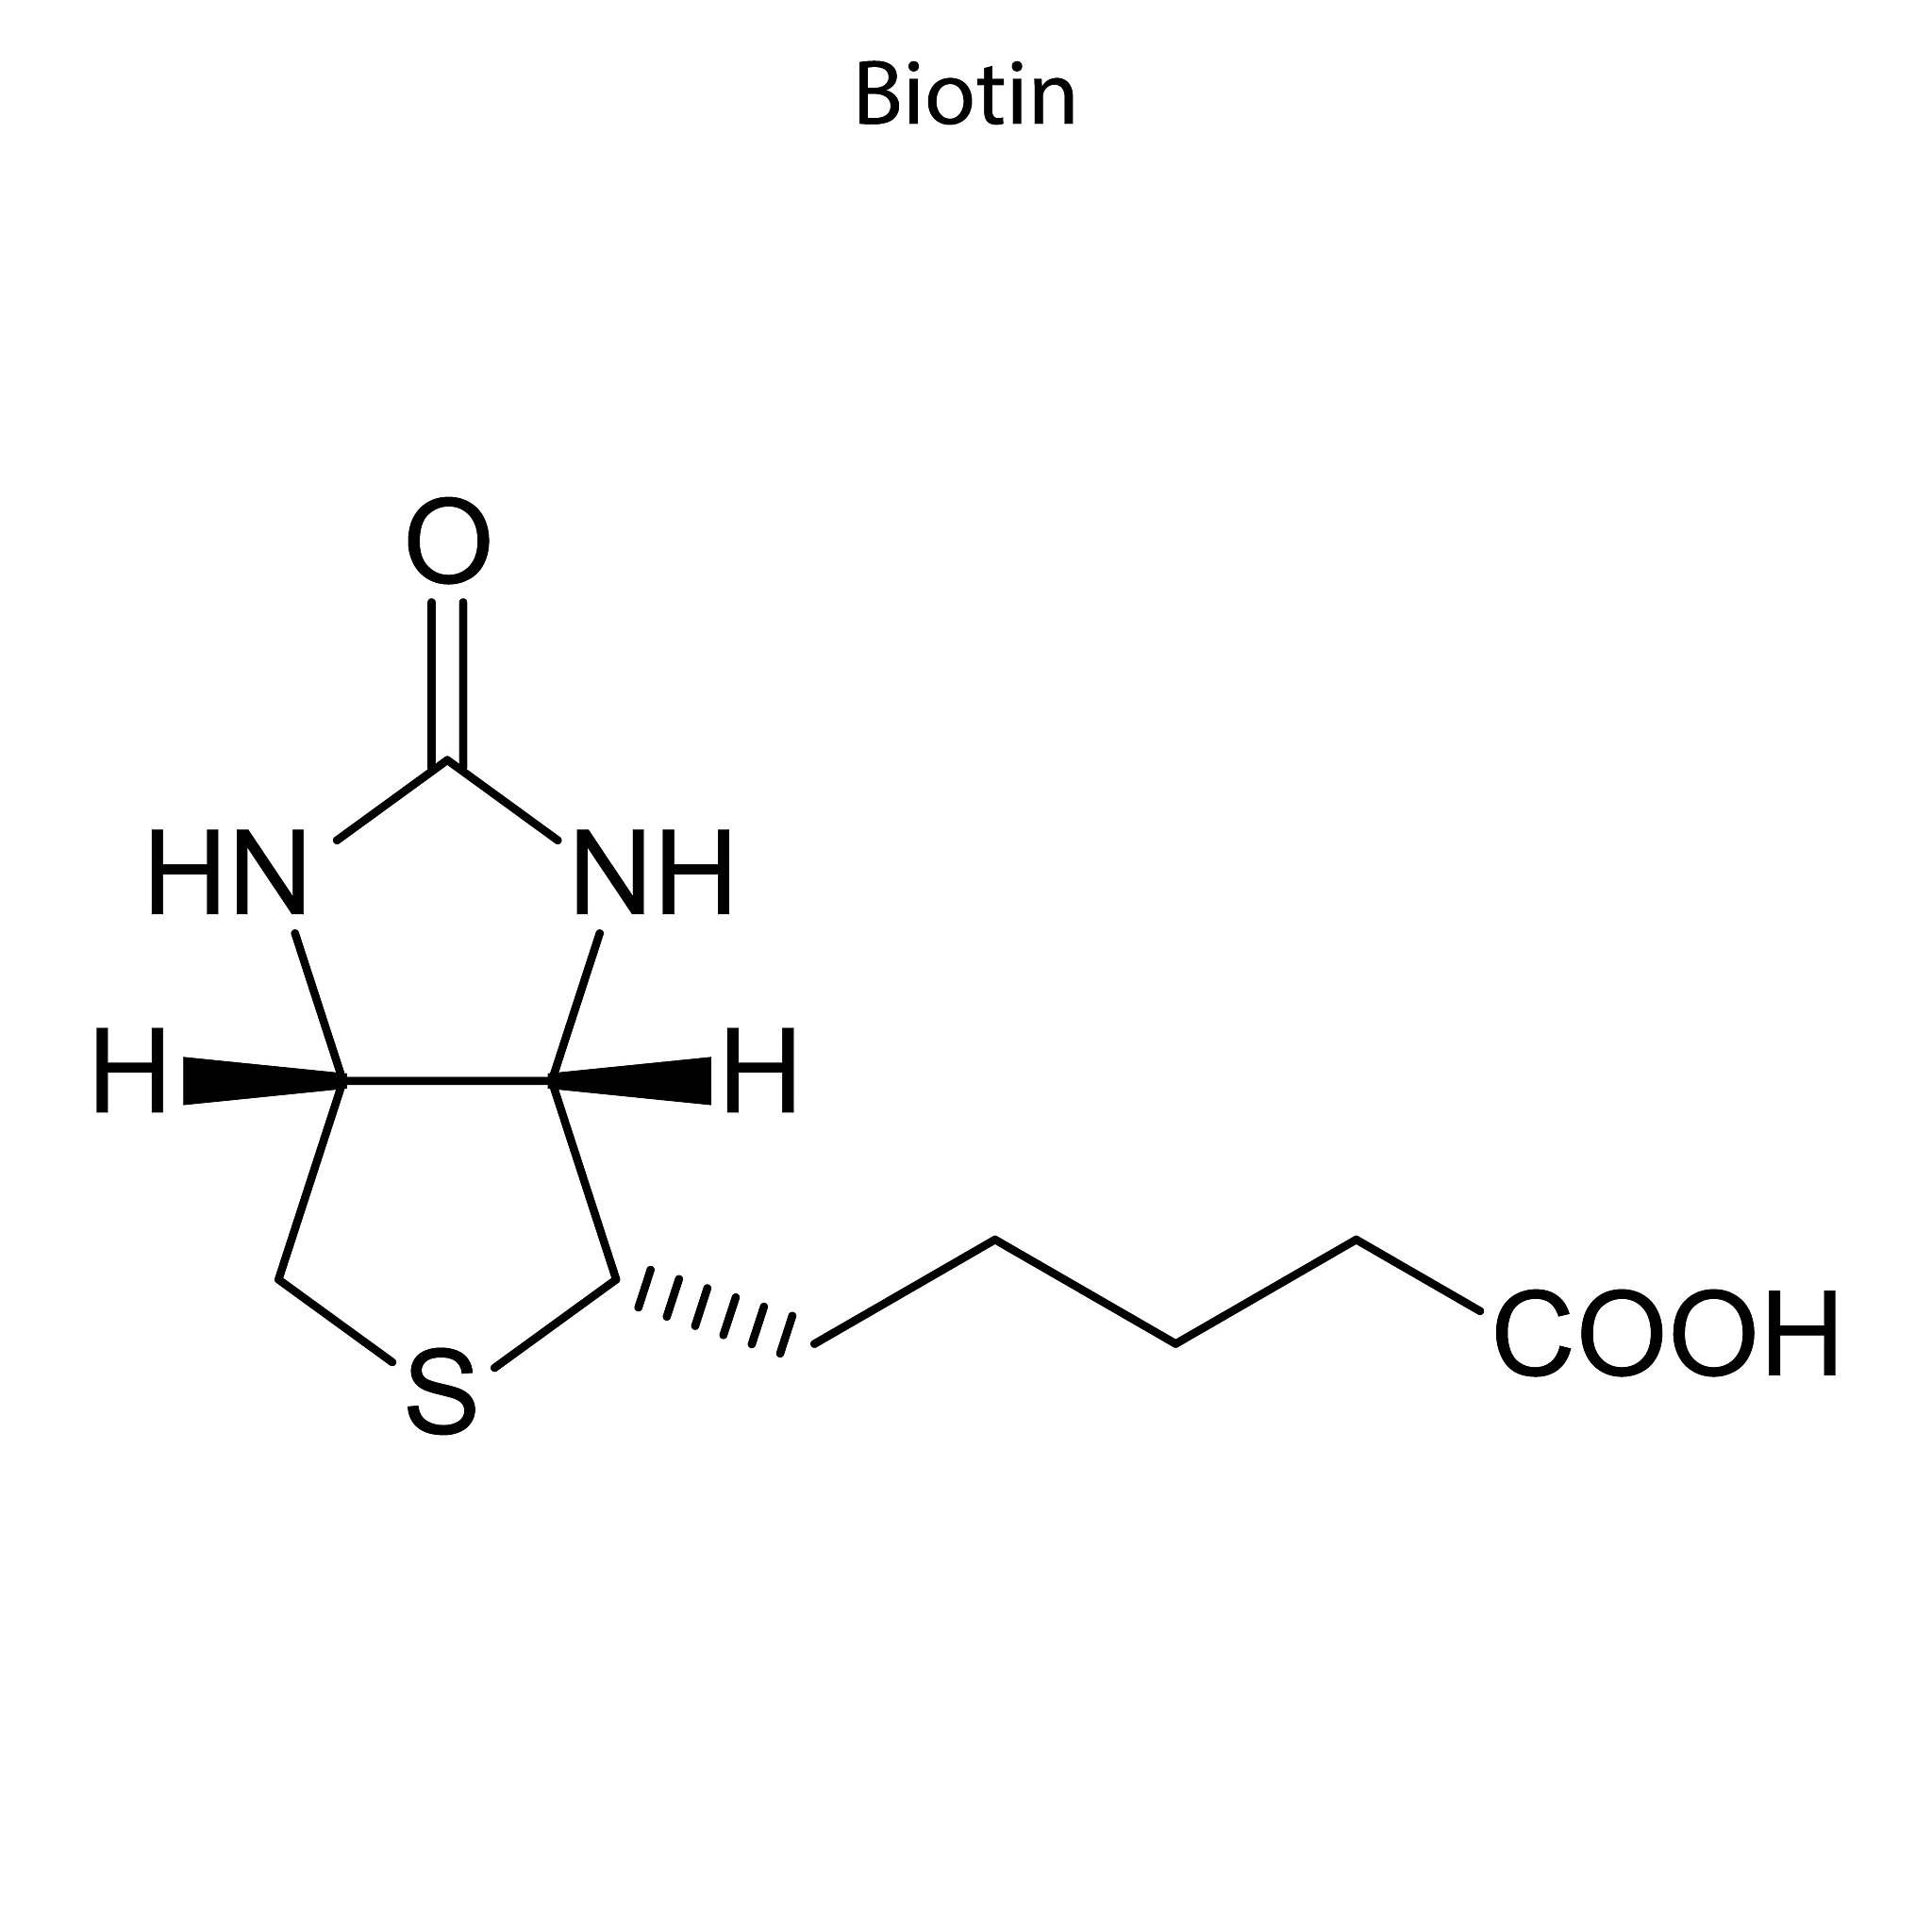 Biotin
O
HN NH
H H
S COOH